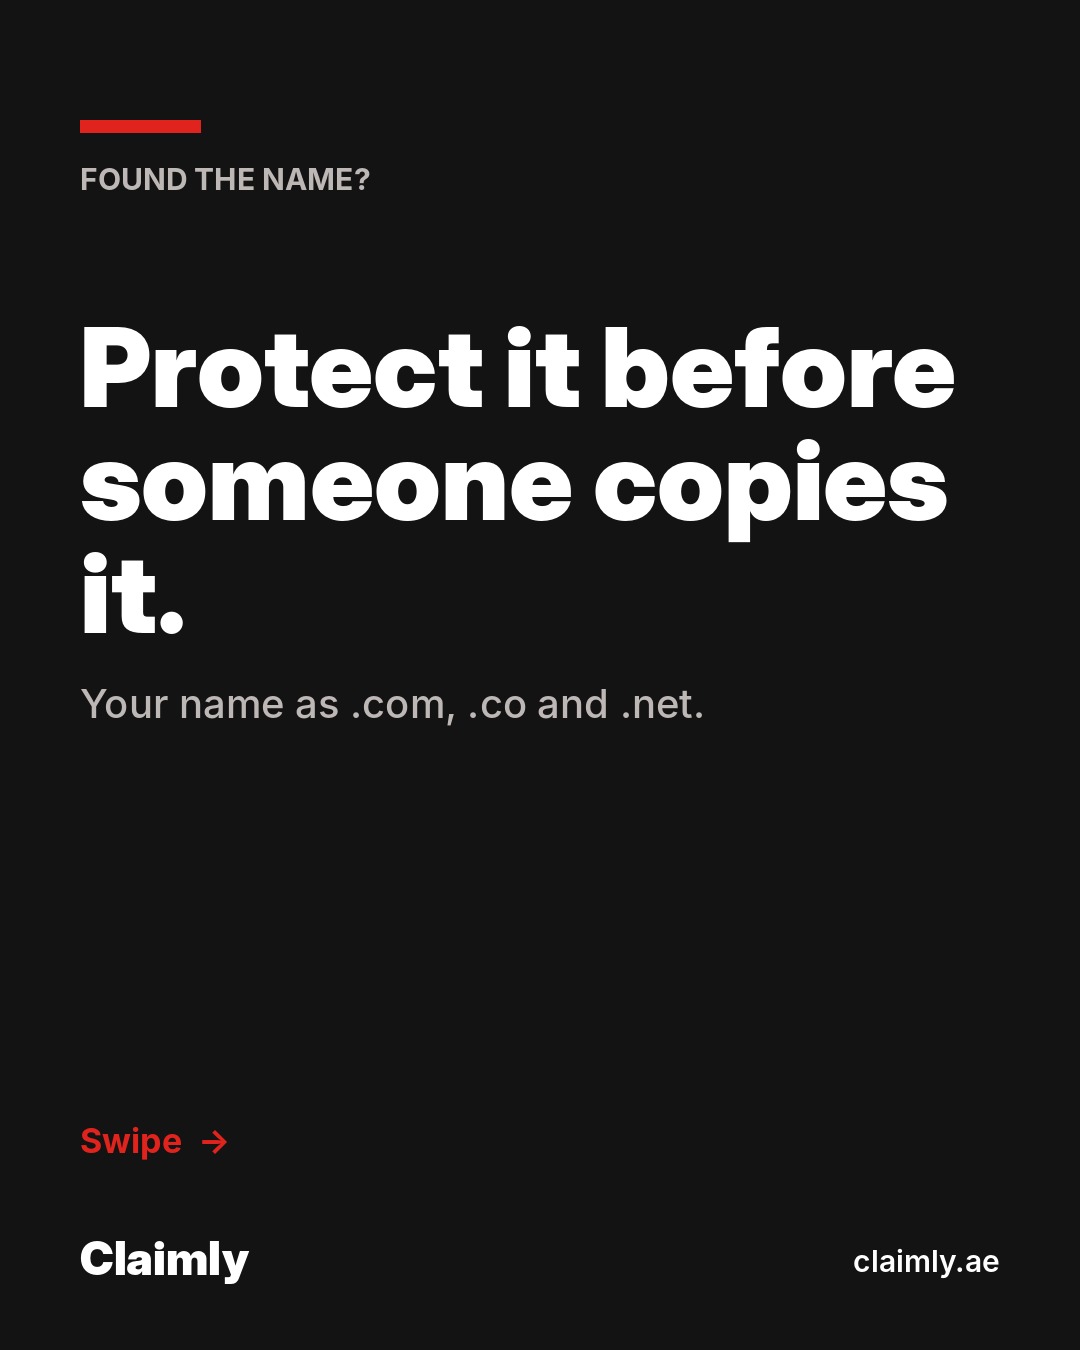 FOUND THE NAME?
Protect it before
someone copies
it.
Your name as .com, .co and .net.
Swipe →
Claimly
claimly.ae